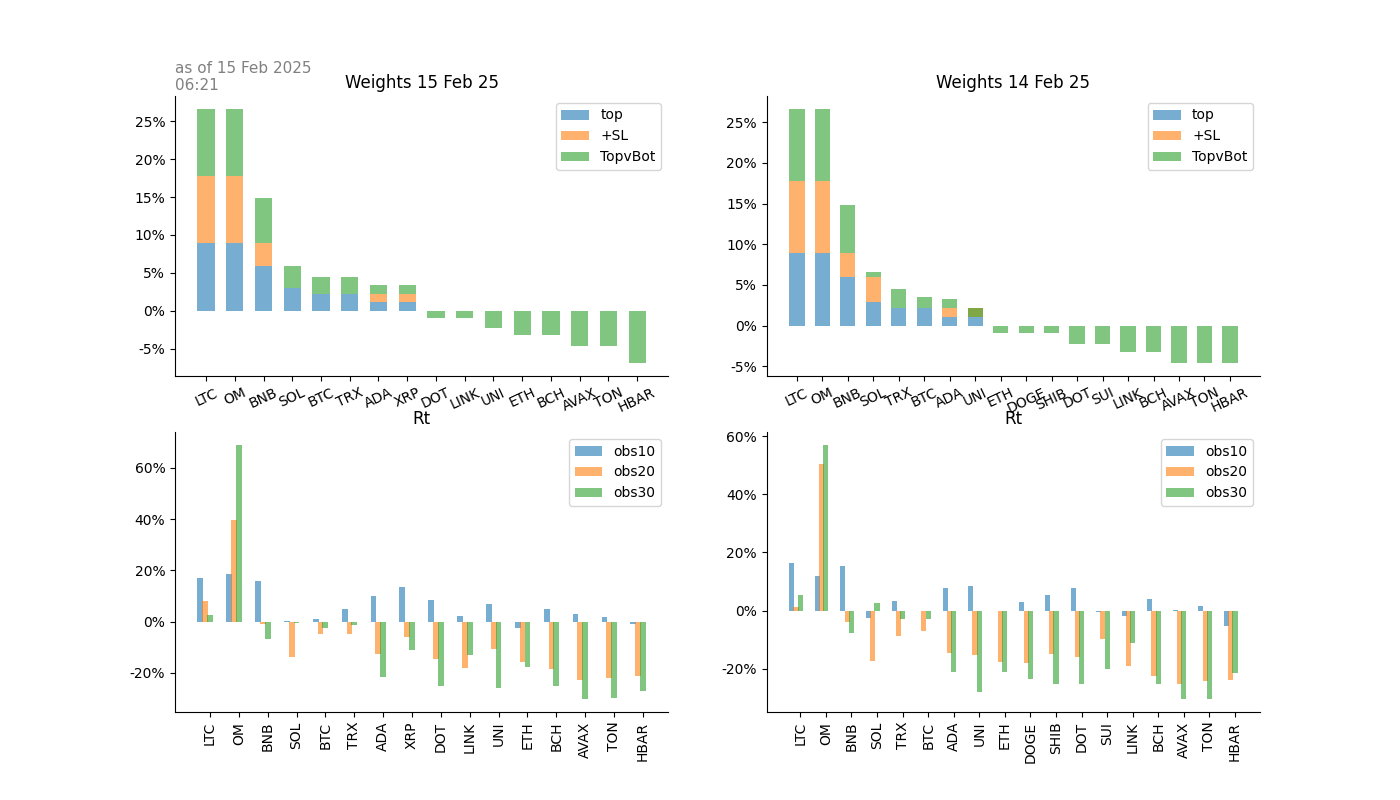 as of 15 Feb 2025
06:21
Weights 15 Feb 25
25%
20%
15%
10%
5%
0%
-5%
top
+SL
TopvBot
LTC OM BNB SOL BTC TRX ADA XRP DOT LINK UNI ETH BCH AVAX TON HBAR
Weights 14 Feb 25
25%
20%
15%
10%
5%
0%
-5%
top
+SL
TopvBot
LTC OM BNB SOL TRX BTC ADA UNI ETH DOGE SHIB DOT SUI LINK BCH AVAX TON HBAR
Rt
60%
40%
20%
0%
-20%
obs10
obs20
obs30
LTC OM BNB SOL BTC TRX ADA XRP DOT LINK UNI ETH BCH AVAX TON HBAR
Rt
60%
40%
20%
0%
-20%
obs10
obs20
obs30
LTC OM BNB SOL TRX BTC ADA UNI ETH DOGE SHIB DOT SUI LINK BCH AVAX TON HBAR